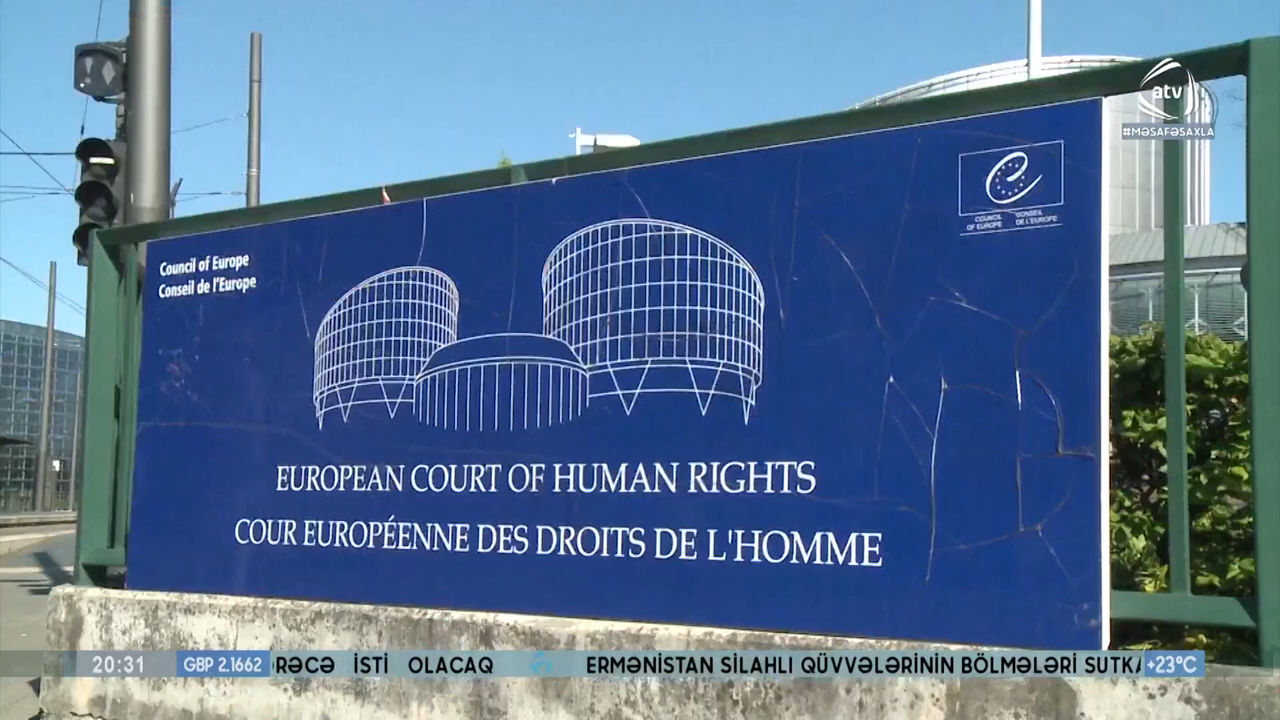 atv
#MƏSAFƏSAXLA
COUNCIL OF EUROPE
CONSEIL DE L'EUROPE
Council of Europe
Conseil de l'Europe
EUROPEAN COURT OF HUMAN RIGHTS
COUR EUROPÉENNE DES DROITS DE L'HOMME
20:31 GBP 2.1662 RƏCƏ İSTİ OLACAQ ERMƏNİSTAN SİLAHLI QÜVVƏLƏRİNİN BÖLMƏLƏRİ SUTKA +23°C